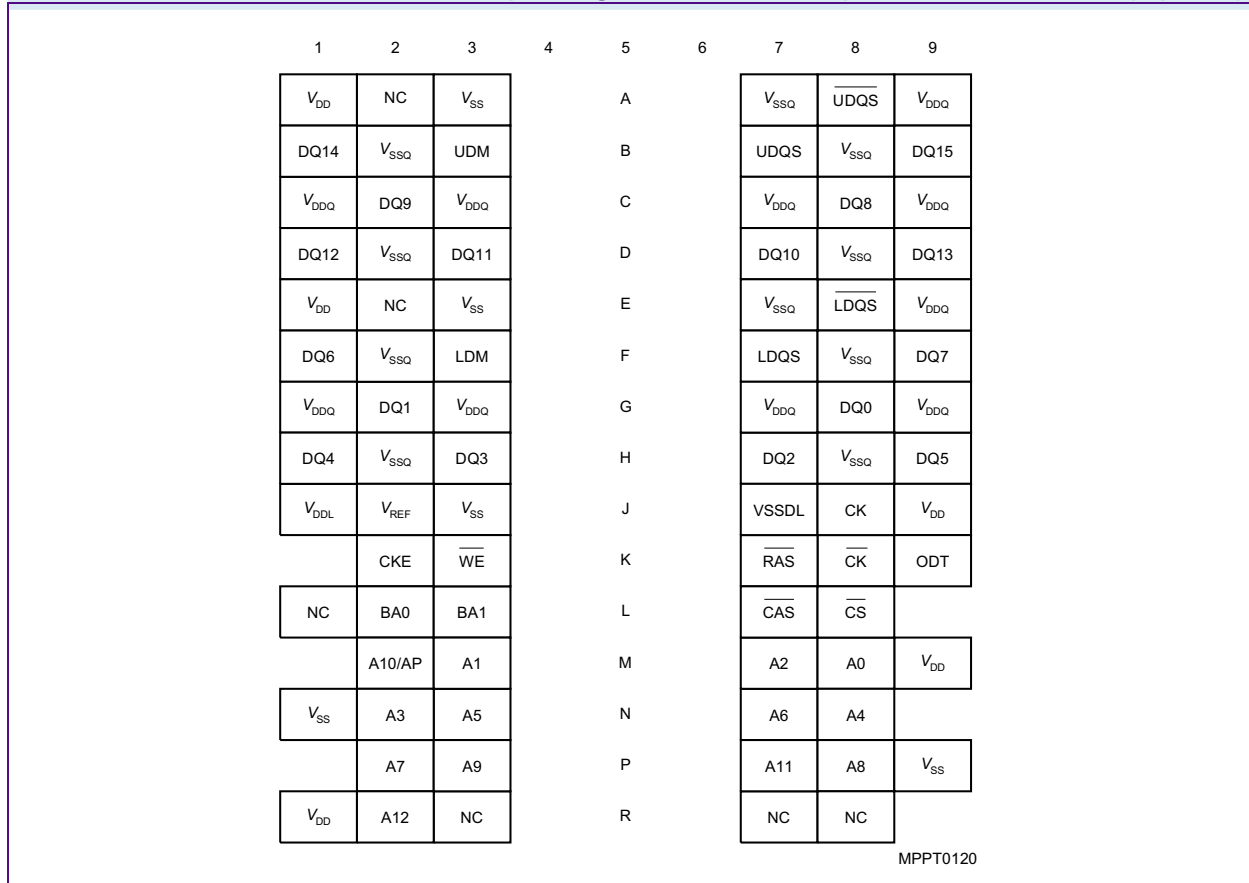 1 2 3 4 5 6 7 8 9
VDD NC VSS A VSSQ UDQS VDDQ
DQ14 VSSQ UDM B UDQS VSSQ DQ15
VDDQ DQ9 VDDQ C VDDQ DQ8 VDDQ
DQ12 VSSQ DQ11 D DQ10 VSSQ DQ13
VDD NC VSS E VSSQ LDQS VDDQ
DQ6 VSSQ LDM F LDQS VSSQ DQ7
VDDQ DQ1 VDDQ G VDDQ DQ0 VDDQ
DQ4 VSSQ DQ3 H DQ2 VSSQ DQ5
VDDL VREF VSS J VSSDL CK VDD
CKE WE K RAS CK ODT
NC BA0 BA1 L CAS CS
A10/AP A1 M A2 A0 VDD
VSS A3 A5 N A6 A4
A7 A9 P A11 A8 VSS
VDD A12 NC R NC NC
MPPT0120